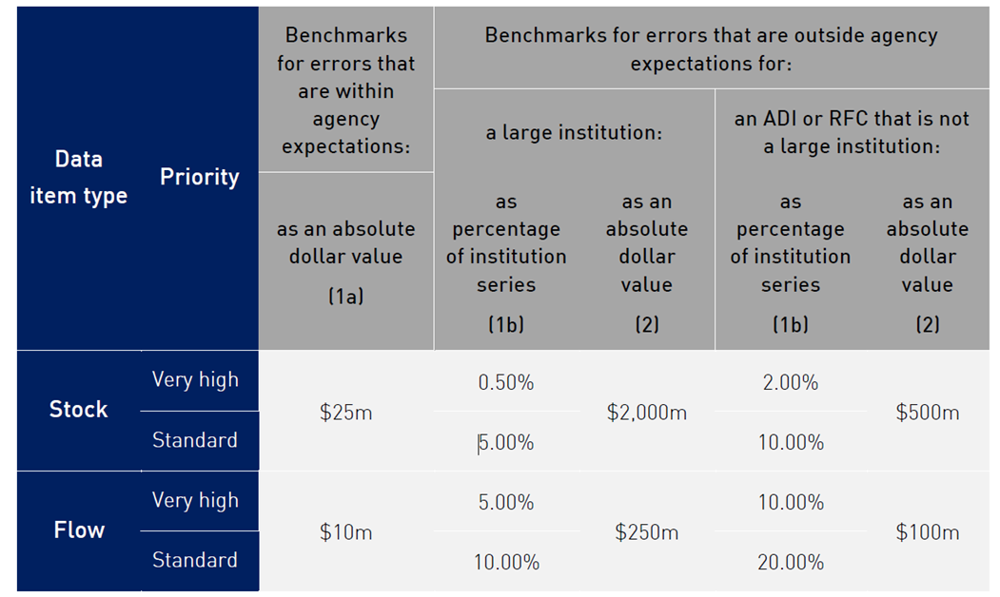 Data
item type
Priority
Benchmarks
for errors that
are within
agency
expectations:
as an absolute
dollar value
(1a)
Benchmarks for errors that are outside agency
expectations for:
a large institution:
as
percentage
of institution
series
(1b)
as an
absolute
dollar
value
(2)
an ADI or RFC that is not
a large institution:
as
percentage
of institution
series
(1b)
as an
absolute
dollar
value
(2)
Stock
Very high
$25m
0.50%
$2,000m
2.00%
$500m
Standard
5.00%
10.00%
Flow
Very high
$10m
5.00%
$250m
10.00%
$100m
Standard
10.00%
20.00%